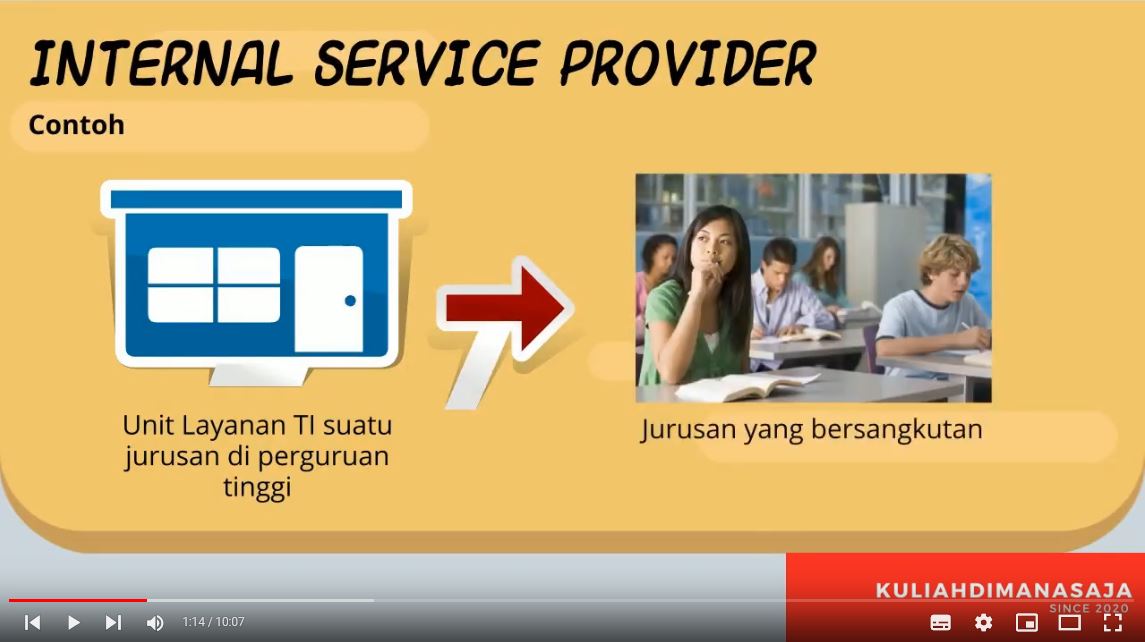 INTERNAL SERVICE PROVIDER
Contoh
Unit Layanan TI suatu
jurusan di perguruan
tinggi
Jurusan yang bersangkutan
KULIAHDIMANASAJA
SINCE 2020
1:14 / 10:07